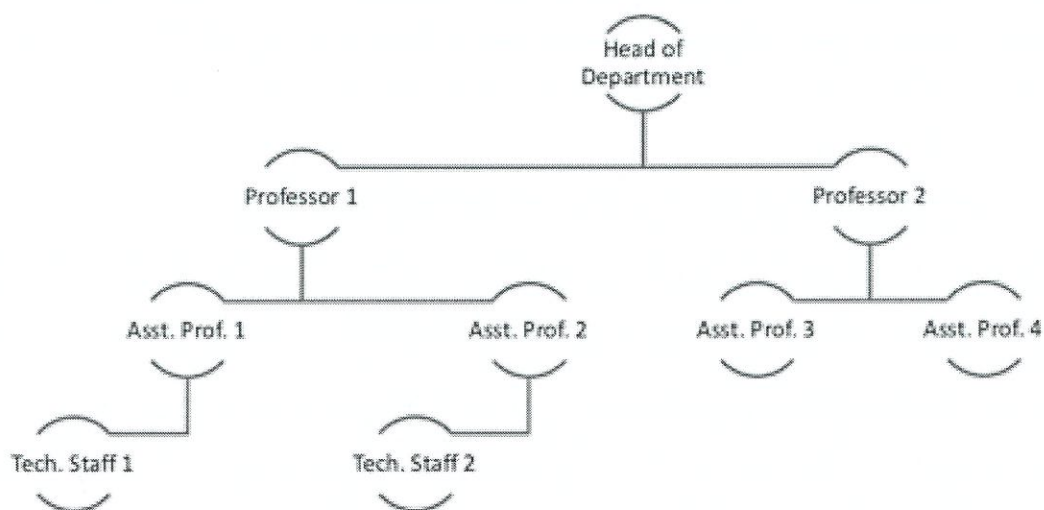 Head of
Department
Professor 1
Professor 2
Asst. Prof. 1
Asst. Prof. 2
Asst. Prof. 3
Asst. Prof. 4
Tech. Staff 1
Tech. Staff 2